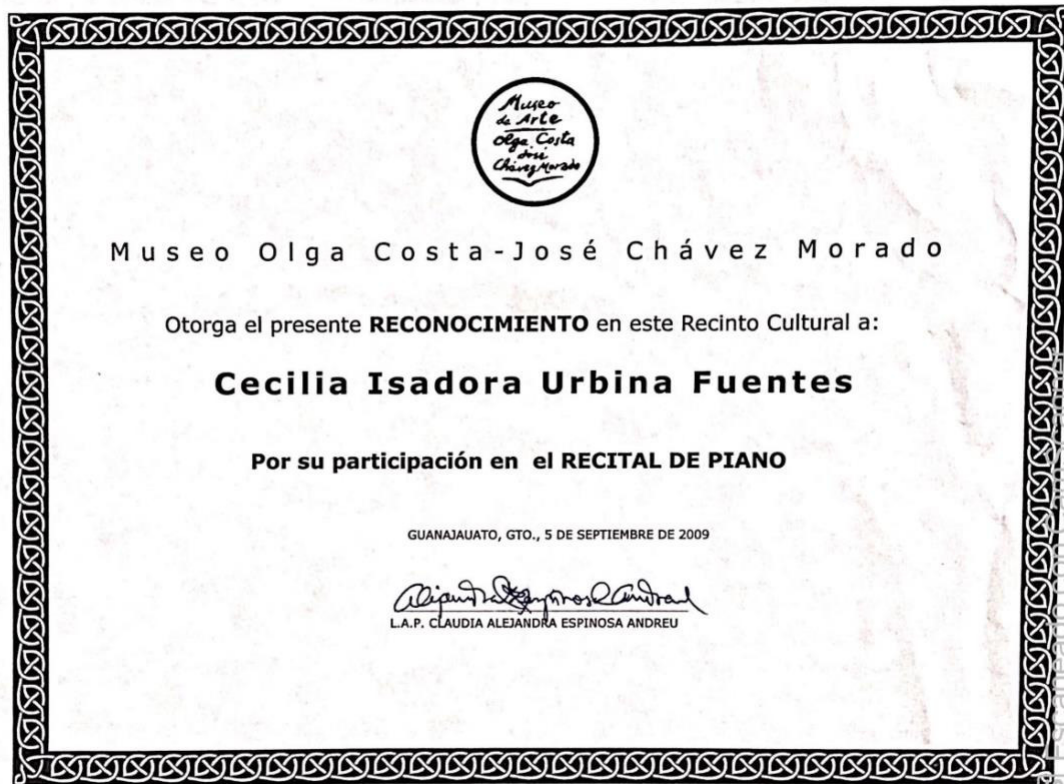 Museo
de Arte
Olga Costa
José
Chávez Morado
Museo Olga Costa-José Chávez Morado
Otorga el presente RECONOCIMIENTO en este Recinto Cultural a:
Cecilia Isadora Urbina Fuentes
Por su participación en el RECITAL DE PIANO
GUANAJAUATO, GTO., 5 DE SEPTIEMBRE DE 2009
L.A.P. CLAUDIA ALEJANDRA ESPINOSA ANDREU